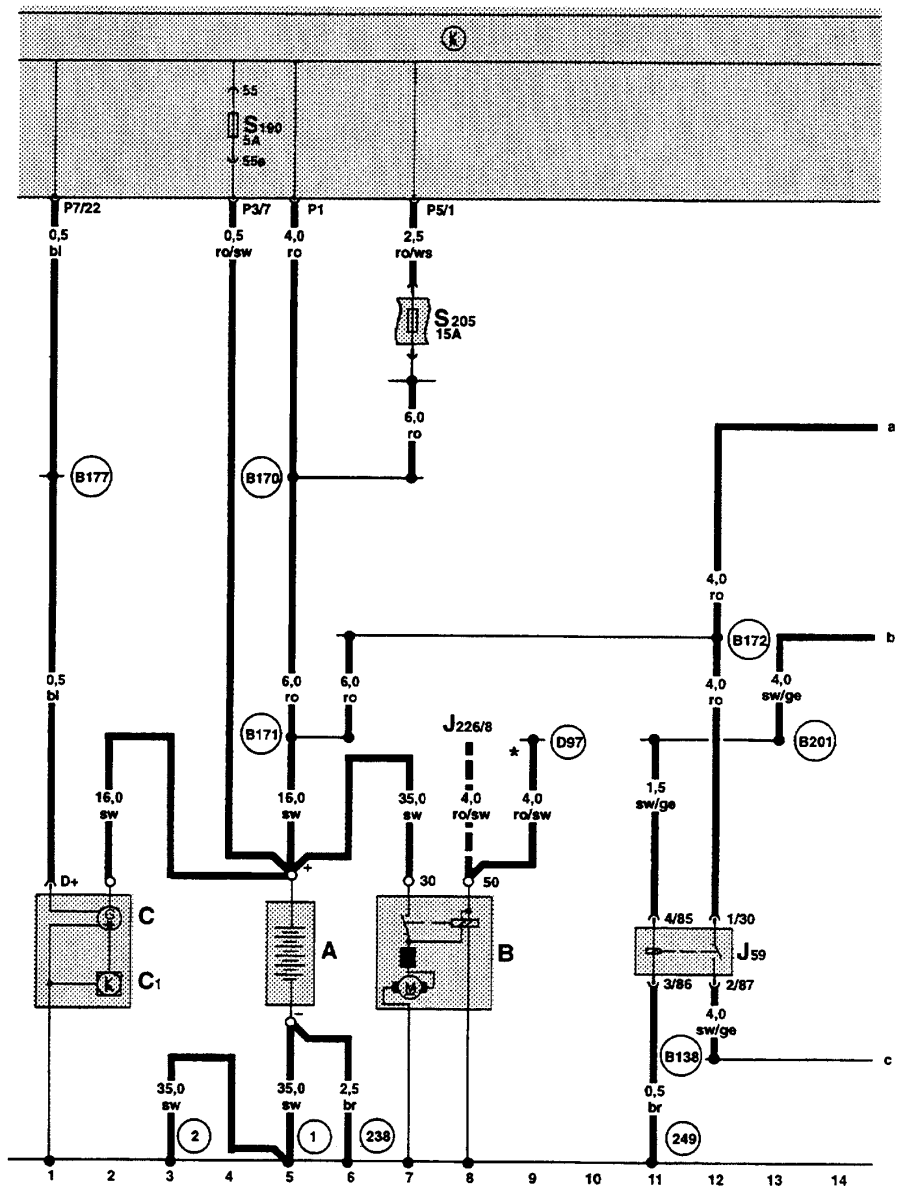 K
55
S190
5A
55a
P7/22
P3/7
P1
P5/1
0,5 0,5 4,0 2,5
bl ro/sw ro ro/ws
S205
15A
6,0
ro
a
B177
B170
4,0
ro
B172
b
0,5 6,0 6,0 4,0 4,0
bl ro ro ro sw/ge
J226/8
B171
* D97
B201
16,0 16,0 35,0 4,0 4,0 1,5
sw sw sw ro/sw ro/sw sw/ge
D+ + 30 50
4/85 1/30
G C
A
B
J59
K C1
M
3/86 2/87
−
4,0
sw/ge
B138
c
35,0 35,0 2,5 0,5
sw sw br br
2 1 238 249
1 2 3 4 5 6 7 8 9 10 11 12 13 14